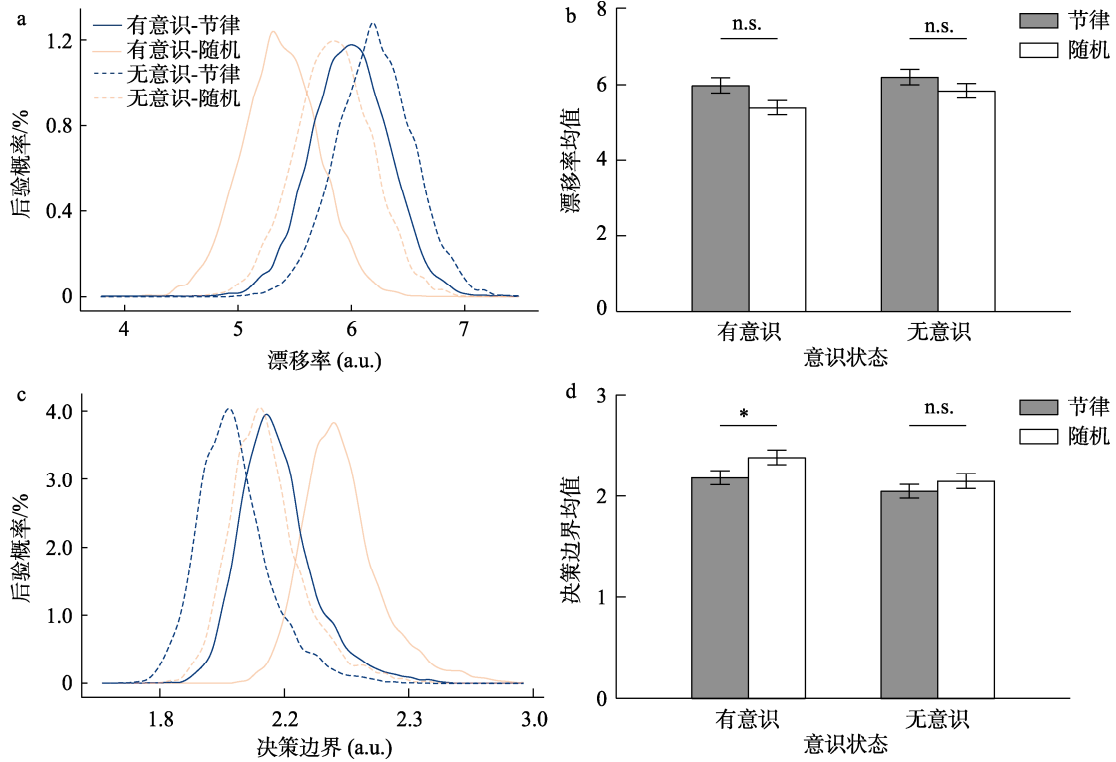 a
有意识-节律
有意识-随机
无意识-节律
无意识-随机
1.2
0.8
0.4
0
后验概率/%
4
5
6
7
漂移率 (a.u.)
b
节律
随机
n.s.
n.s.
8
6
4
2
0
漂移率均值
有意识
无意识
意识状态
c
4.0
3.0
2.0
1.0
0
后验概率/%
1.8
2.2
2.3
3.0
决策边界 (a.u.)
d
节律
随机
*
n.s.
3
2
1
0
决策边界均值
有意识
无意识
意识状态